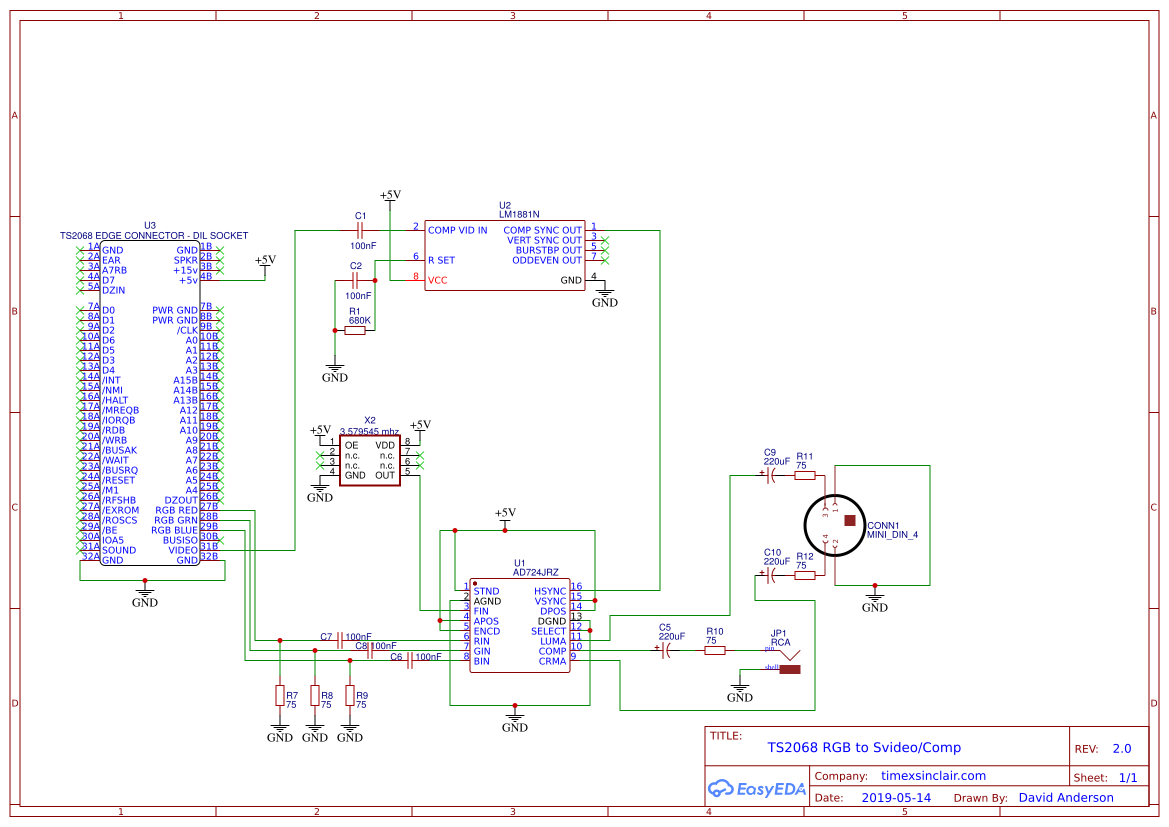 1 2 3 4 5
A A
B B
C C
D D
1 2 3 4 5
U3
TS2068 EDGE CONNECTOR - DIL SOCKET
1A GND GND 1B
2A EAR SPKR 2B
3A A7RB +15v 3B
4A D7 +5v 4B
5A DZIN
7A D0 PWR GND 7B
8A D1 PWR GND 8B
9A D2 /CLK 9B
10A D6 A0 10B
11A D5 A1 11B
12A D3 A2 12B
13A D4 A3 13B
14A /INT A15B 14B
15A /NMI A14B 15B
16A /HALT A13B 16B
17A /MREQB A12 17B
18A /IORQB A11 18B
19A /RDB A10 19B
20A /WRB A9 20B
21A /BUSAK A8 21B
22A /WAIT A7 22B
23A /BUSRQ A6 23B
24A /RESET A5 24B
25A /M1 A4 25B
26A /RFSHB DZOUT 26B
27A /EXROM RGB RED 27B
28A /ROSCS RGB GRN 28B
29A /BE RGB BLUE 29B
30A IOA5 BUSISO 30B
31A SOUND VIDEO 31B
32A GND GND 32B
GND
+5V
C1
100nF
+5V
U2
LM1881N
2 COMP VID IN COMP SYNC OUT 1
VERT SYNC OUT 3
BURSTBP OUT 5
6 R SET ODDEVEN OUT 7
8 VCC GND 4
GND
C2
100nF
R1
680K
GND
X2
3.579545 mhz
+5V +5V
1 OE VDD 8
2 n.c. n.c. 7
3 n.c. n.c. 6
4 GND OUT 5
GND
+5V
U1
AD724JRZ
1 STND HSYNC 16
2 AGND VSYNC 15
3 FIN DPOS 14
4 APOS DGND 13
5 ENCD SELECT 12
6 RIN LUMA 11
7 GIN COMP 10
8 BIN CRMA 9
GND
C7 100nF
C8 100nF
C6 100nF
R7 75
R8 75
R9 75
GND GND GND
C9
220uF
+
R11
75
C10
220uF
+
R12
75
3 1
4 2
CONN1
MINI_DIN_4
GND
C5
220uF
+
R10
75
JP1
RCA
pin
shell
GND
TITLE:
TS2068 RGB to Svideo/Comp
REV: 2.0
EasyEDA
Company: timexsinclair.com
Sheet: 1/1
Date: 2019-05-14
Drawn By: David Anderson